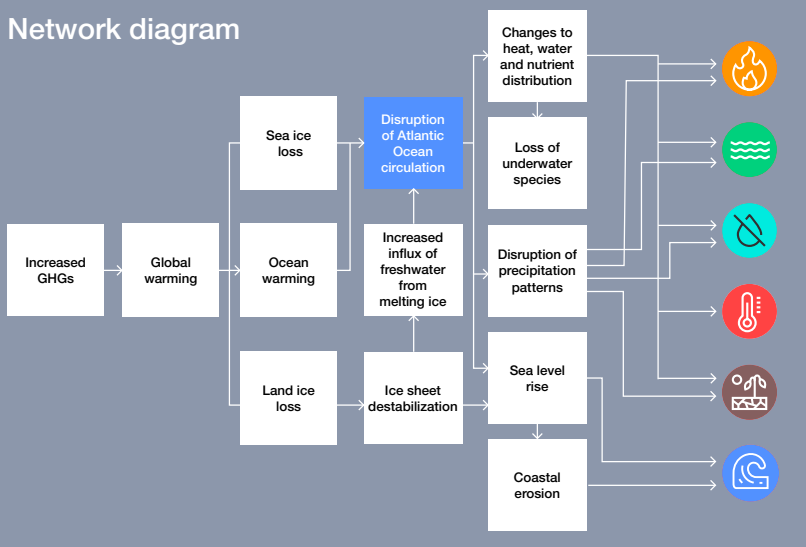 Network diagram
Changes to
heat, water
and nutrient
distribution
Sea ice
loss
Disruption
of Atlantic
Ocean
circulation
Loss of
underwater
species
Increased
GHGs
Global
warming
Ocean
warming
Increased
influx of
freshwater
from
melting ice
Disruption of
precipitation
patterns
Land ice
loss
Ice sheet
destabilization
Sea level
rise
Coastal
erosion